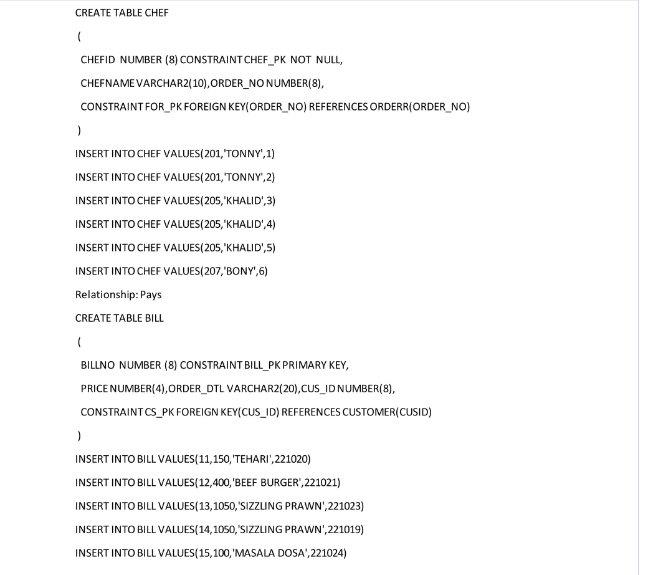 CREATE TABLE CHEF
(
CHEFID NUMBER (8) CONSTRAINT CHEF_PK NOT NULL,
CHEFNAME VARCHAR2(10),ORDER_NO NUMBER(8),
CONSTRAINT FOR_PK FOREIGN KEY(ORDER_NO) REFERENCES ORDERR(ORDER_NO)
)
INSERT INTO CHEF VALUES(201,'TONNY',1)
INSERT INTO CHEF VALUES(201,'TONNY',2)
INSERT INTO CHEF VALUES(205,'KHALID',3)
INSERT INTO CHEF VALUES(205,'KHALID',4)
INSERT INTO CHEF VALUES(205,'KHALID',5)
INSERT INTO CHEF VALUES(207,'BONY',6)
Relationship: Pays
CREATE TABLE BILL
(
BILLNO NUMBER (8) CONSTRAINT BILL_PK PRIMARY KEY,
PRICE NUMBER(4),ORDER_DTL VARCHAR2(20),CUS_ID NUMBER(8),
CONSTRAINT CS_PK FOREIGN KEY(CUS_ID) REFERENCES CUSTOMER(CUSID)
)
INSERT INTO BILL VALUES(11,150,'TEHARI',221020)
INSERT INTO BILL VALUES(12,400,'BEEF BURGER',221021)
INSERT INTO BILL VALUES(13,1050,'SIZZLING PRAWN',221023)
INSERT INTO BILL VALUES(14,1050,'SIZZLING PRAWN',221019)
INSERT INTO BILL VALUES(15,100,'MASALA DOSA',221024)